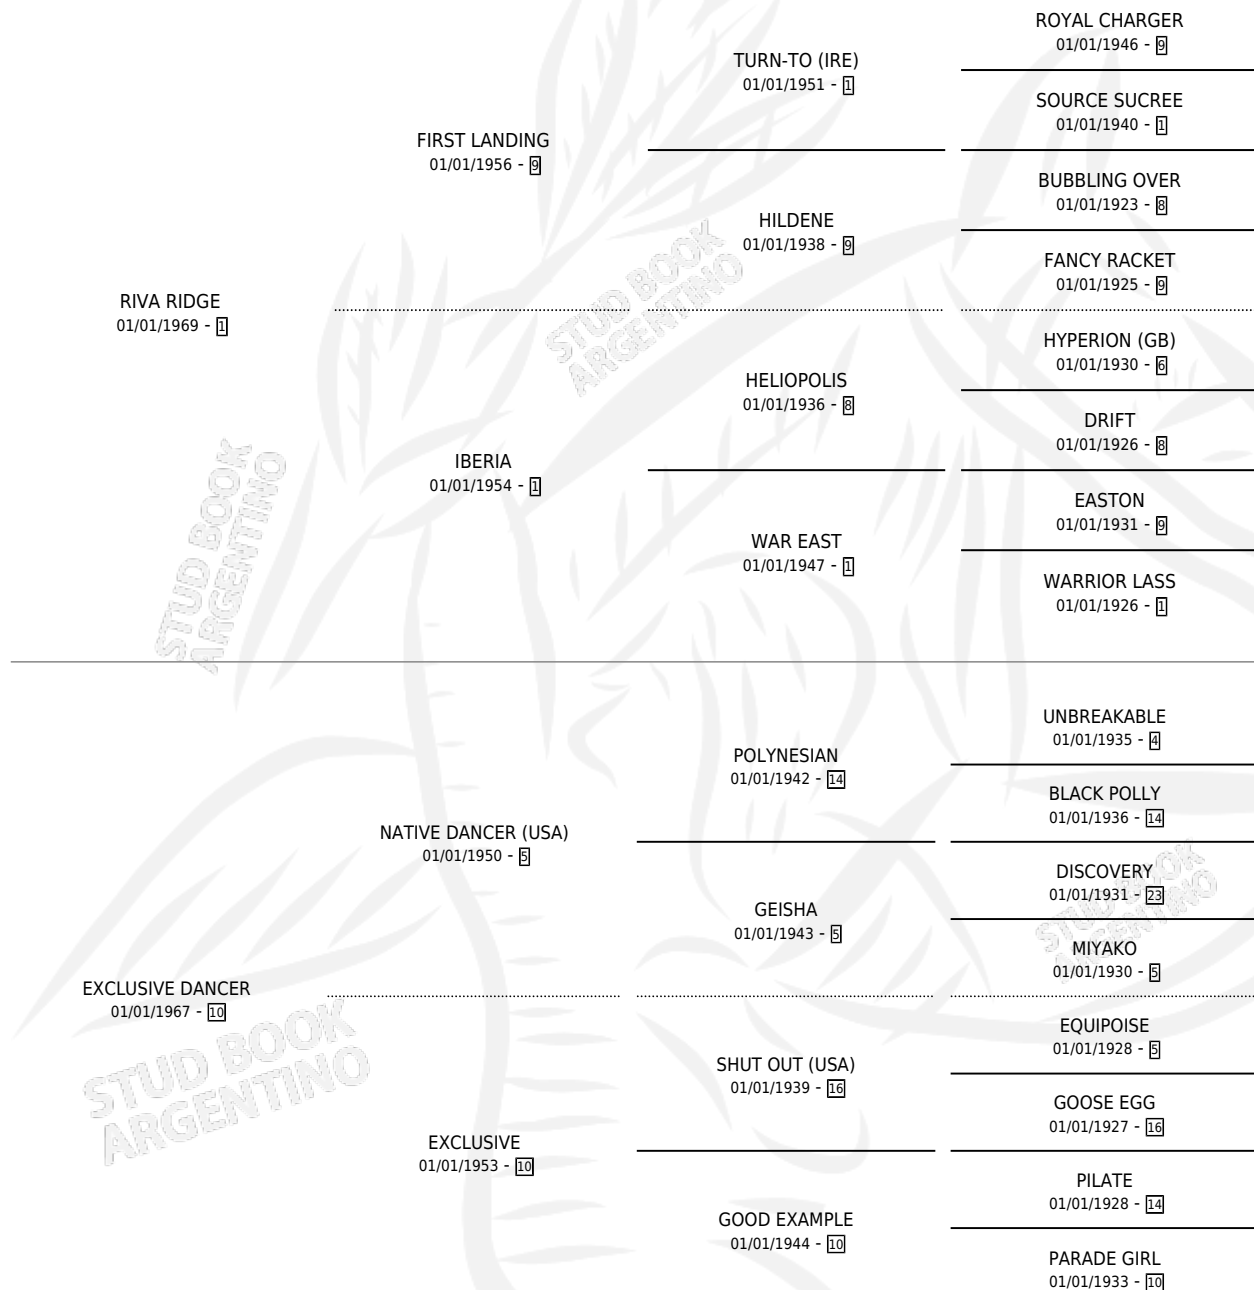 ROYAL CHARGER
01/01/1946 - 9
TURN-TO (IRE)
01/01/1951 - 1
SOURCE SUCREE
01/01/1940 - 1
FIRST LANDING
01/01/1956 - 9
BUBBLING OVER
01/01/1923 - 8
HILDENE
01/01/1938 - 9
FANCY RACKET
01/01/1925 - 9
RIVA RIDGE
01/01/1969 - 1
STUD BOOK
ARGENTINO
HYPERION (GB)
01/01/1930 - 6
HELIOPOLIS
01/01/1936 - 8
DRIFT
01/01/1926 - 8
IBERIA
01/01/1954 - 1
EASTON
01/01/1931 - 9
WAR EAST
01/01/1947 - 1
WARRIOR LASS
01/01/1926 - 1
STUD BOOK
ARGENTINO
UNBREAKABLE
01/01/1935 - 4
POLYNESIAN
01/01/1942 - 14
BLACK POLLY
01/01/1936 - 14
NATIVE DANCER (USA)
01/01/1950 - 5
DISCOVERY
01/01/1931 - 23
GEISHA
01/01/1943 - 5
STUD BOOK
ARGENTINO
MIYAKO
01/01/1930 - 5
EXCLUSIVE DANCER
01/01/1967 - 10
STUD BOOK
ARGENTINO
EQUIPOISE
01/01/1928 - 5
SHUT OUT (USA)
01/01/1939 - 16
GOOSE EGG
01/01/1927 - 16
EXCLUSIVE
01/01/1953 - 10
PILATE
01/01/1928 - 14
GOOD EXAMPLE
01/01/1944 - 10
PARADE GIRL
01/01/1933 - 10